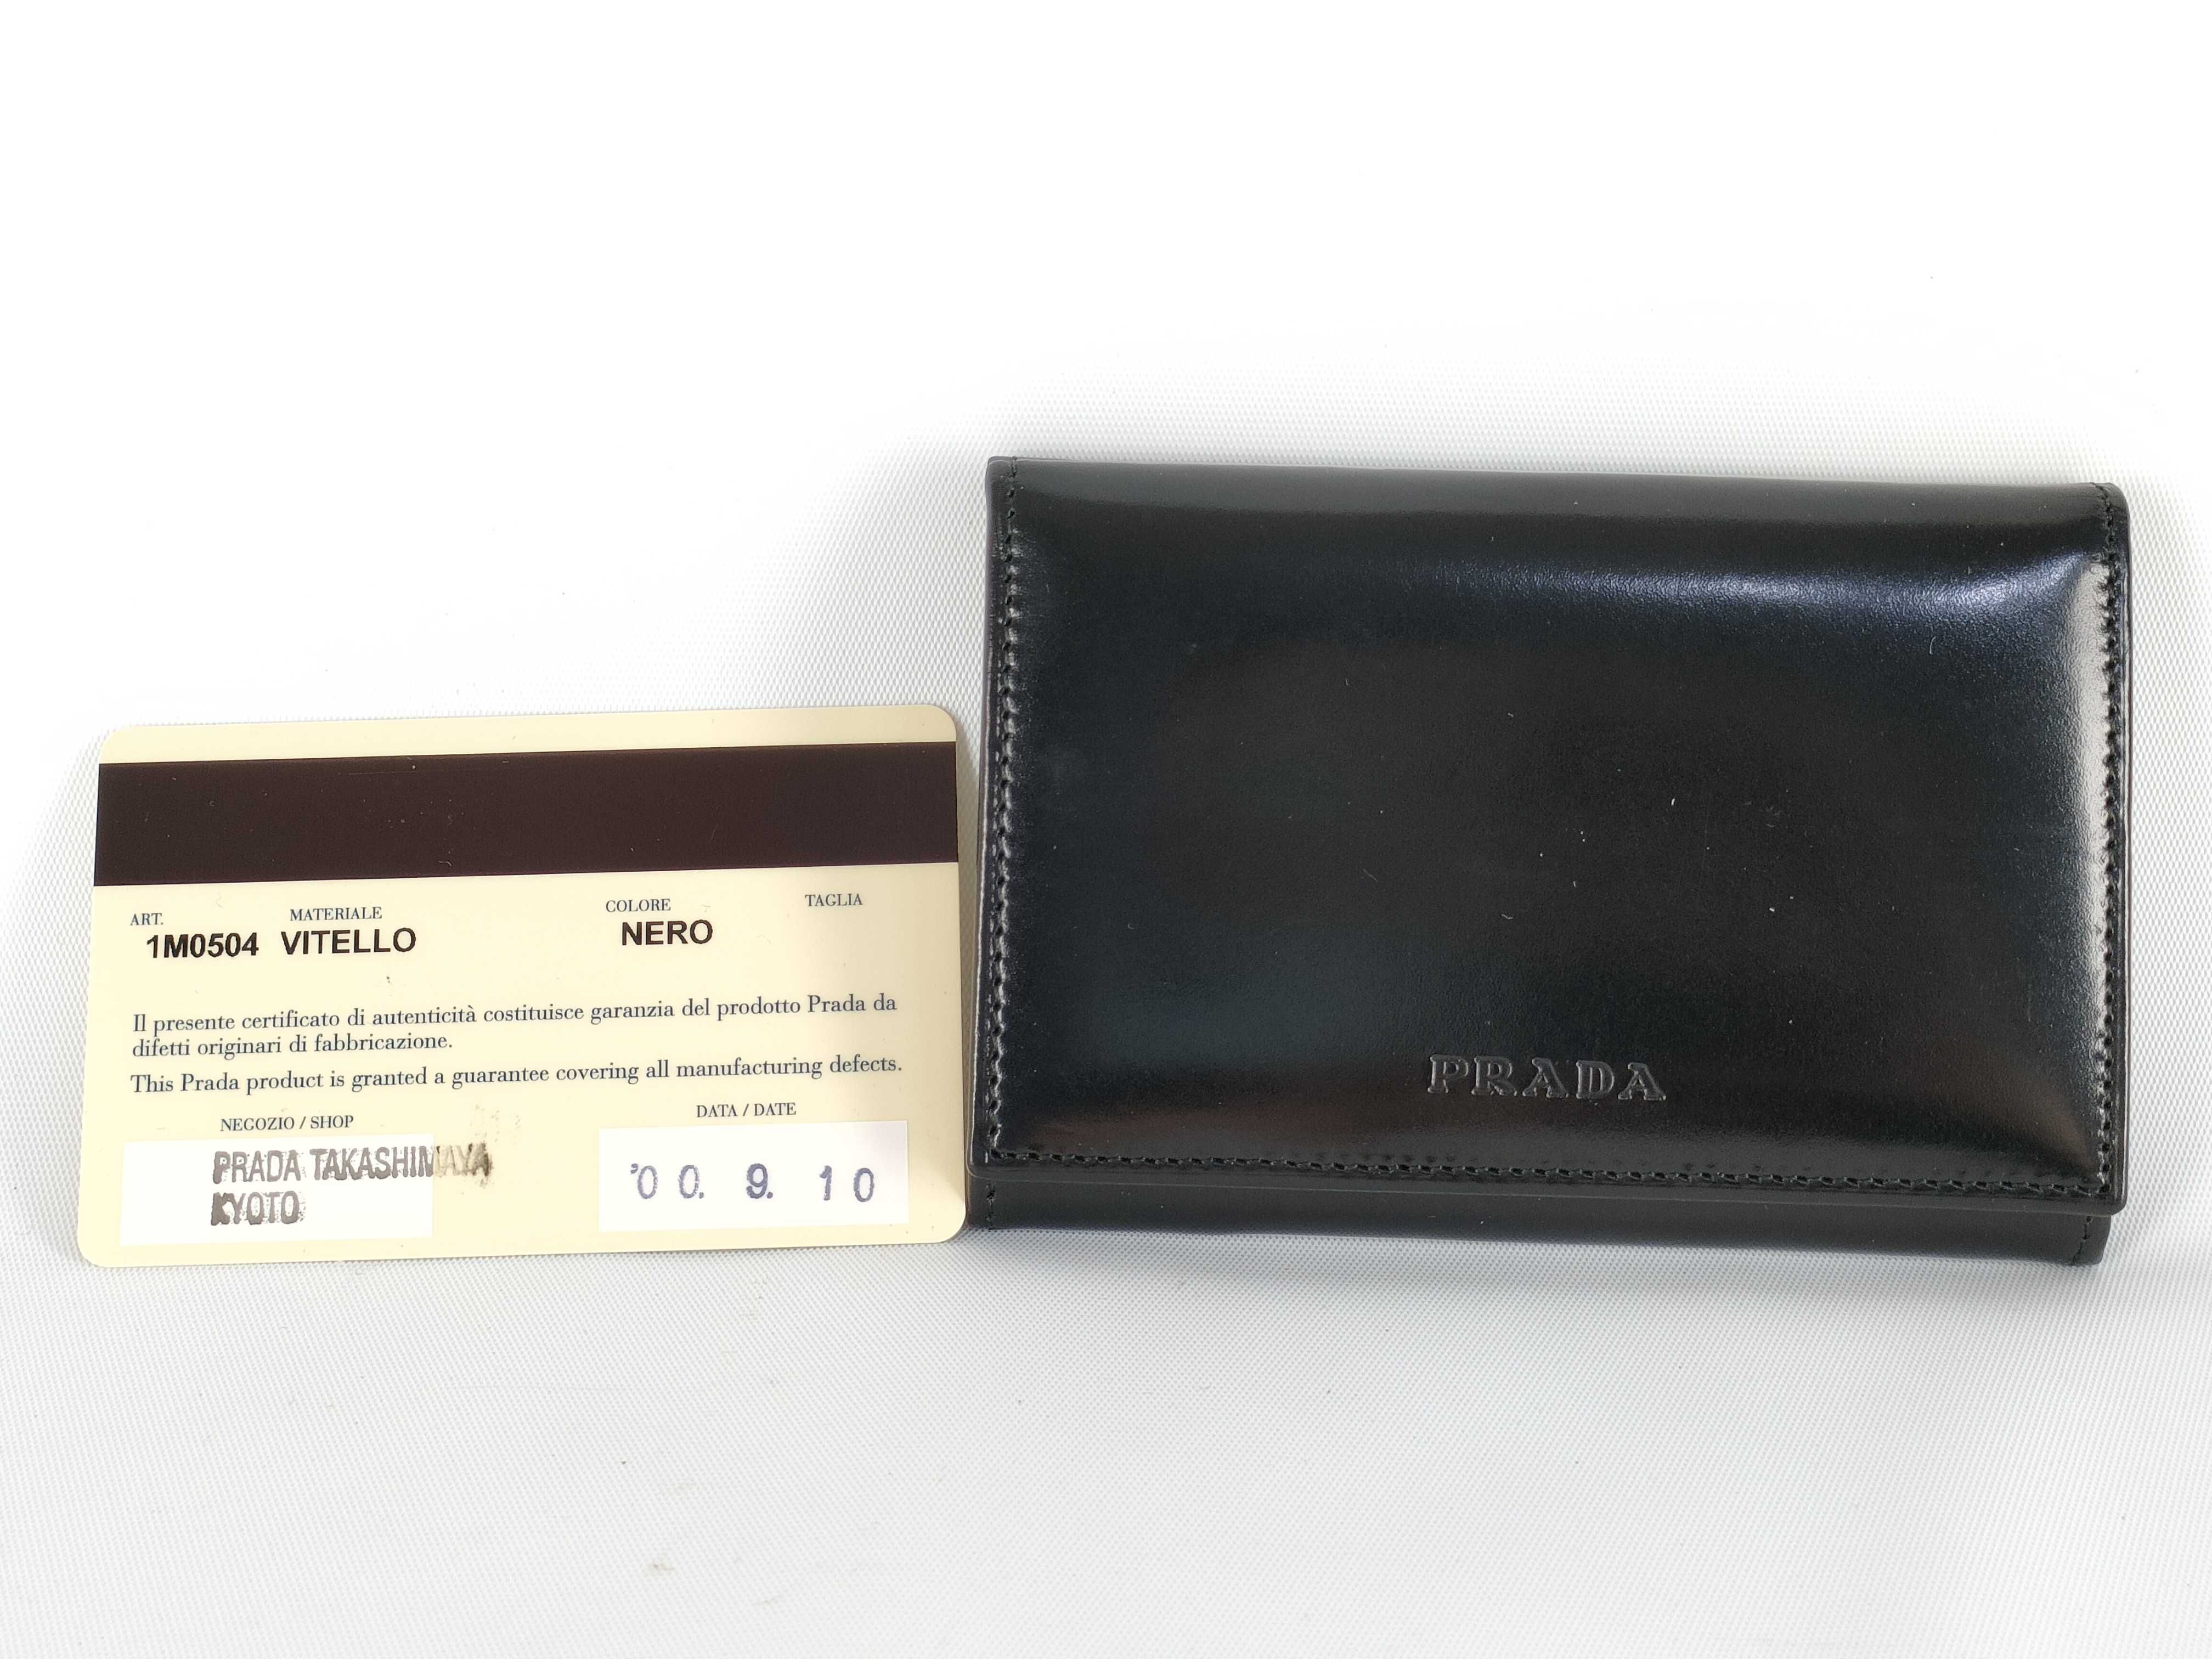 ART. MATERIALE COLORE TAGLIA
1M0504 VITELLO NERO
Il presente certificato di autenticità costituisce garanzia del prodotto Prada da
difetti originari di fabbricazione.
This Prada product is granted a guarantee covering all manufacturing defects.
NEGOZIO / SHOP DATA / DATE
PRADA TAKASHIMAYA
KYOTO
'00. 9. 10
PRADA